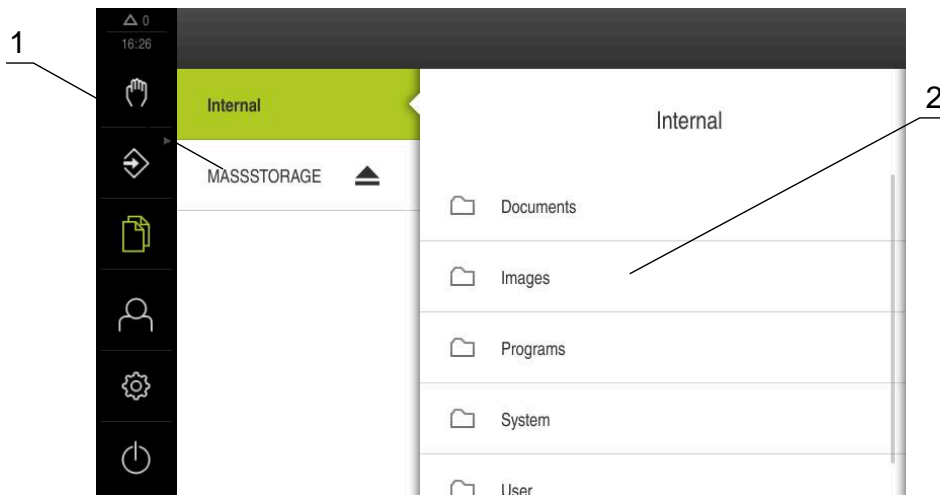 1
0
16:26
Internal
MASSSTORAGE
Internal
2
Documents
Images
Programs
System
User